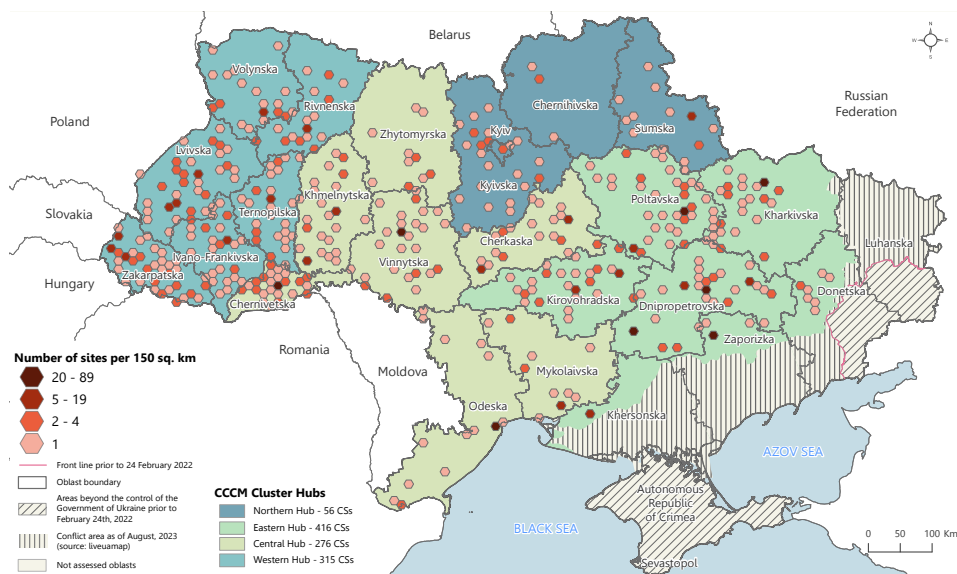 Belarus
N
W
E
S
Volynska
Rivnenska
Chernihivska
Russian
Federation
Poland
Zhytomyrska
Kyiv
Sumska
Lvivska
Kyivska
Khmelnytska
Poltavska
Slovakia
Ternopilska
Kharkivska
Cherkaska
Luhanska
Ivano-Frankivska
Vinnytska
Zakarpatska
Hungary
Donetska
Chernivetska
Kirovohradska
Dnipropetrovska
Zaporizka
Romania
Moldova
Mykolaivska
Odeska
Khersonska
AZOV SEA
Autonomous
Republic
of Crimea
BLACK SEA
Sevastopol
Number of sites per 150 sq. km
20 - 89
5 - 19
2 - 4
1
Front line prior to 24 February 2022
Oblast boundary
Areas beyond the control of the
Government of Ukraine prior to
February 24th, 2022
Conflict area as of August, 2023
(source: liveuamap)
Not assessed oblasts
CCCM Cluster Hubs
Northern Hub - 56 CSs
Eastern Hub - 416 CSs
Central Hub - 276 CSs
Western Hub - 315 CSs
0 50 100 Km